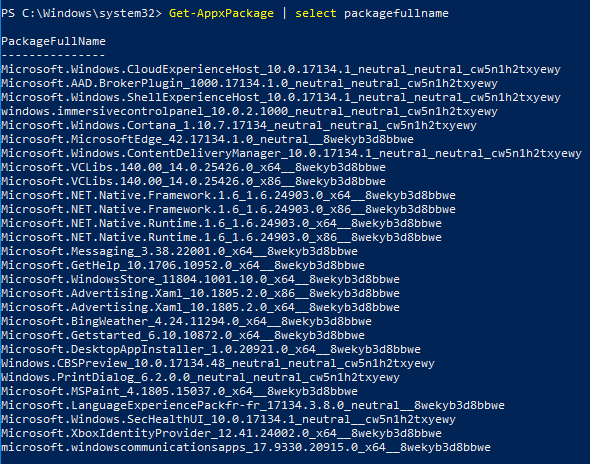 PS C:\Windows\system32> Get-AppxPackage | select packagefullname
PackageFullName
---------------
Microsoft.Windows.CloudExperienceHost_10.0.17134.1_neutral_neutral_cw5n1h2txyewy
Microsoft.AAD.BrokerPlugin_1000.17134.1.0_neutral_neutral_cw5n1h2txyewy
Microsoft.Windows.ShellExperienceHost_10.0.17134.1_neutral_neutral_cw5n1h2txyewy
windows.immersivecontrolpanel_10.0.2.1000_neutral_neutral_cw5n1h2txyewy
Microsoft.Windows.Cortana_1.10.7.17134_neutral_neutral_cw5n1h2txyewy
Microsoft.MicrosoftEdge_42.17134.1.0_neutral__8wekyb3d8bbwe
Microsoft.Windows.ContentDeliveryManager_10.0.17134.1_neutral_neutral_cw5n1h2txyewy
Microsoft.VCLibs.140.00_14.0.25426.0_x64__8wekyb3d8bbwe
Microsoft.VCLibs.140.00_14.0.25426.0_x86__8wekyb3d8bbwe
Microsoft.NET.Native.Framework.1.6_1.6.24903.0_x64__8wekyb3d8bbwe
Microsoft.NET.Native.Framework.1.6_1.6.24903.0_x86__8wekyb3d8bbwe
Microsoft.NET.Native.Runtime.1.6_1.6.24903.0_x64__8wekyb3d8bbwe
Microsoft.NET.Native.Runtime.1.6_1.6.24903.0_x86__8wekyb3d8bbwe
Microsoft.Messaging_3.38.22001.0_x64__8wekyb3d8bbwe
Microsoft.GetHelp_10.1706.10952.0_x64__8wekyb3d8bbwe
Microsoft.WindowsStore_11804.1001.10.0_x64__8wekyb3d8bbwe
Microsoft.Advertising.Xaml_10.1805.2.0_x86__8wekyb3d8bbwe
Microsoft.Advertising.Xaml_10.1805.2.0_x64__8wekyb3d8bbwe
Microsoft.BingWeather_4.24.11294.0_x64__8wekyb3d8bbwe
Microsoft.Getstarted_6.10.10872.0_x64__8wekyb3d8bbwe
Microsoft.DesktopAppInstaller_1.0.20921.0_x64__8wekyb3d8bbwe
Windows.CBSPreview_10.0.17134.48_neutral_neutral_cw5n1h2txyewy
Windows.PrintDialog_6.2.0.0_neutral_neutral_cw5n1h2txyewy
Microsoft.MSPaint_4.1805.15037.0_x64__8wekyb3d8bbwe
Microsoft.LanguageExperiencePackfr-fr_17134.3.8.0_neutral__8wekyb3d8bbwe
Microsoft.Windows.SecHealthUI_10.0.17134.1_neutral__cw5n1h2txyewy
Microsoft.XboxIdentityProvider_12.41.24002.0_x64__8wekyb3d8bbwe
microsoft.windowscommunicationsapps_17.9330.20915.0_x64__8wekyb3d8bbwe